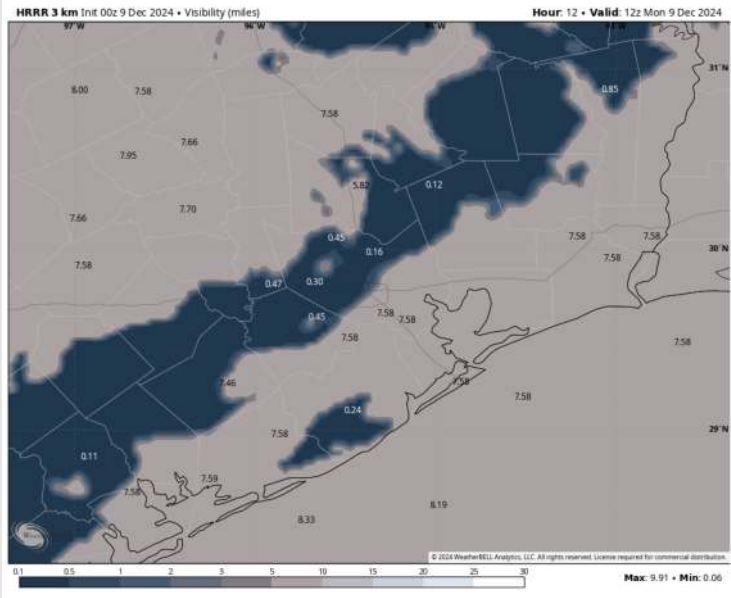 HRRR 3 km Init 00z 9 Dec 2024 • Visibility (miles)
Hour: 12 • Valid: 12z Mon 9 Dec 2024
97°W 96°W 95°W 94°W
31°N
8.00 7.58 0.85
7.58
7.66
7.95
5.82 0.12
7.66 7.70
0.45 7.58 7.58
30°N
0.16 7.58
7.58
0.47 0.30
0.45 7.58 7.58
7.58 7.58
7.46 7.58
7.58
0.24
7.58 29°N
0.11
7.59
7.58
8.19
8.33
© 2024 WeatherBELL Analytics, LLC. All rights reserved. License required for commercial distribution.
0.1 0.5 1 2 3 5 10 15 20 25 30
Max: 9.91 • Min: 0.06